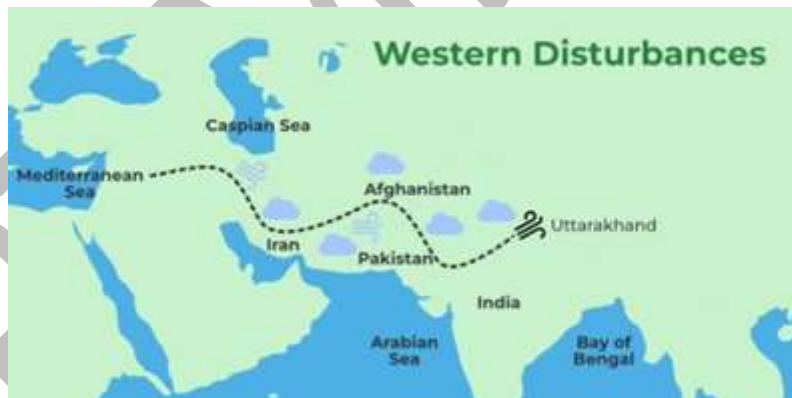 Western Disturbances
Caspian Sea
Mediterranean
Sea
Afghanistan
Uttarakhand
Iran
Pakistan
India
Arabian
Sea
Bay of
Bengal